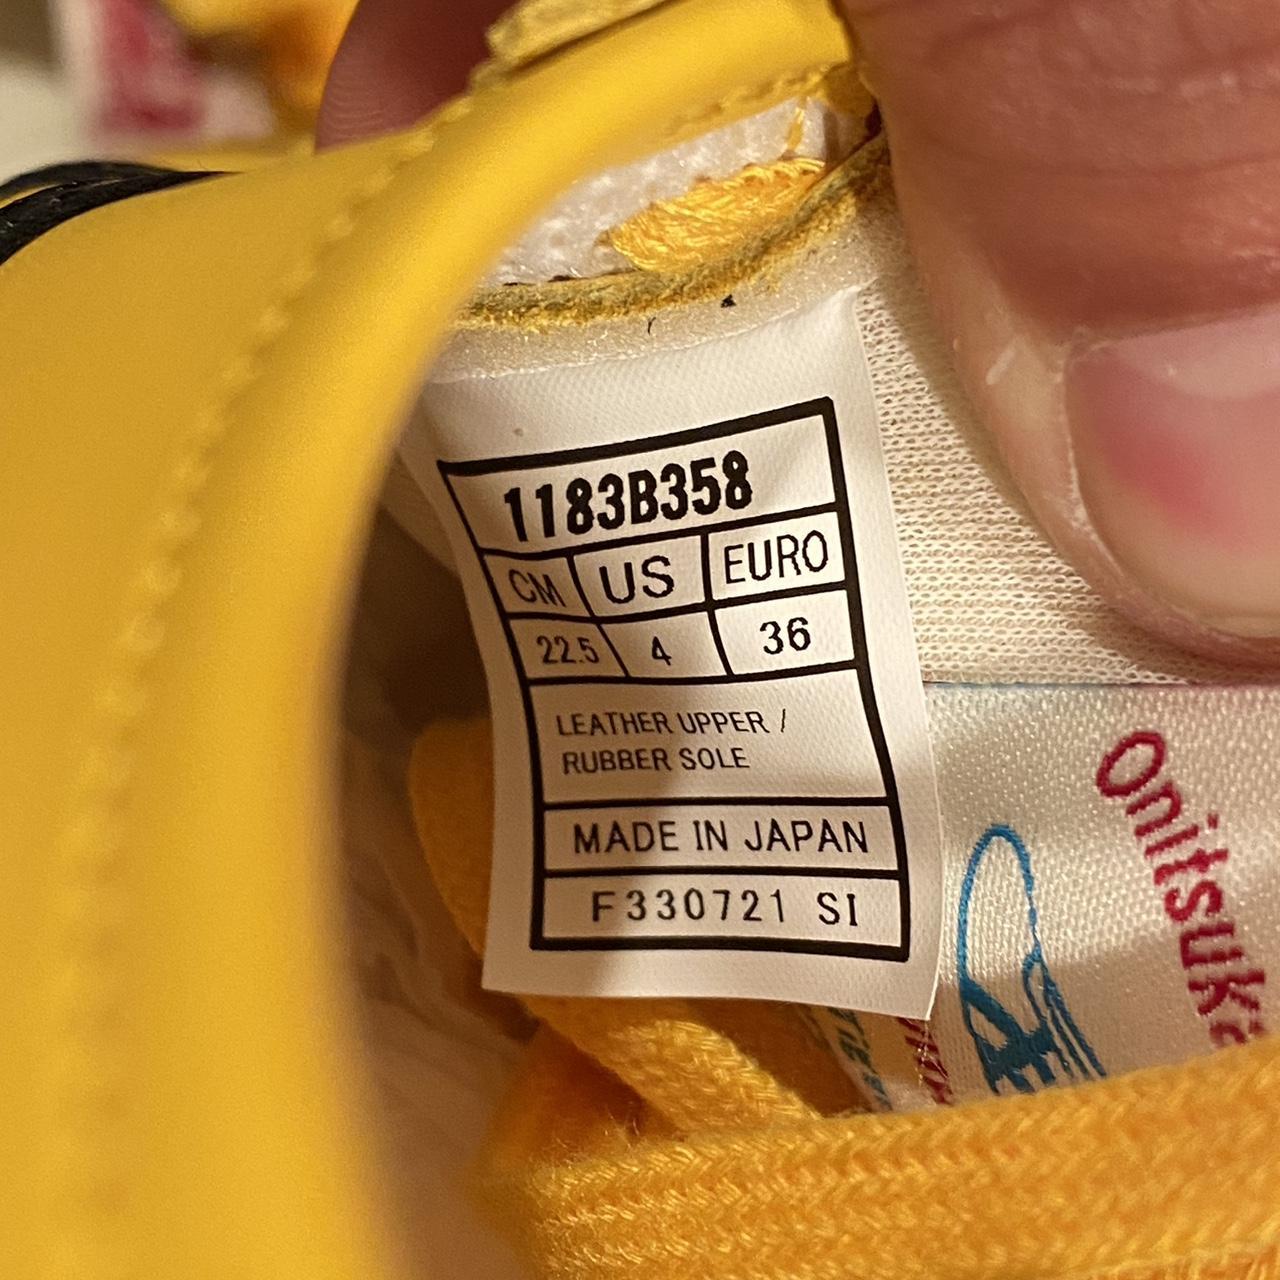 1183B358
CM US EURO
22.5 4 36
LEATHER UPPER /
RUBBER SOLE
MADE IN JAPAN
F330721 SI
Onitsuka